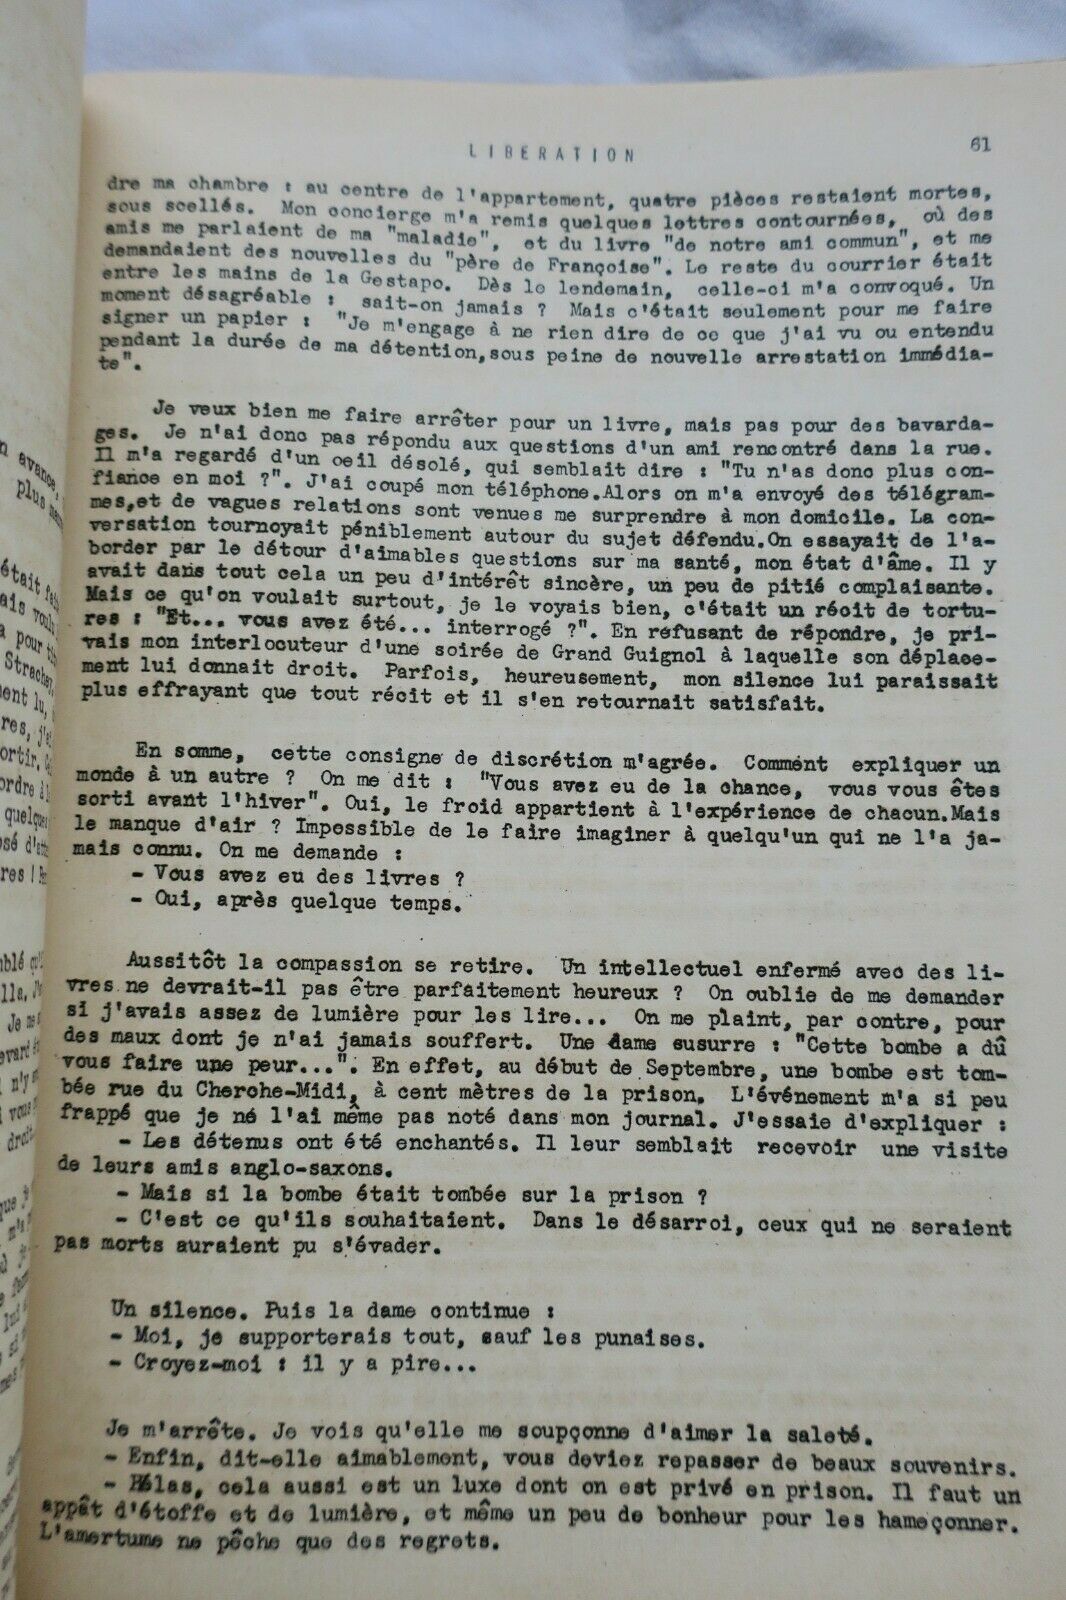 LIBERATION 61
dre ma chambre : au centre de l'appartement, quatre pièces restaient mortes,
sous scellés. Mon concierge m'a remis quelques lettres contournées, où des
amis me parlaient de ma "maladie", et du livre "de notre ami commun", et me
demandaient des nouvelles du "père de Françoise". Le reste du courrier était
entre les mains de la Gestapo. Dès le lendemain, celle-ci m'a convoqué. Un
moment désagréable : sait-on jamais ? Mais c'était seulement pour me faire
signer un papier : "Je m'engage à ne rien dire de ce que j'ai vu ou entendu
pendant la durée de ma détention,sous peine de nouvelle arrestation immédia-
te".
Je veux bien me faire arrêter pour un livre, mais pas pour des bavarda-
ges. Je n'ai donc pas répondu aux questions d'un ami rencontré dans la rue.
Il m'a regardé d'un oeil désolé, qui semblait dire : "Tu n'as donc plus con-
fiance en moi ?". J'ai coupé mon téléphone.Alors on m'a envoyé des télégram-
mes,et de vagues relations sont venues me surprendre à mon domicile. La con-
versation tournoyait péniblement autour du sujet défendu.On essayait de l'a-
border par le détour d'aimables questions sur ma santé, mon état d'âme. Il y
avait dans tout cela un peu d'intérêt sincère, un peu de pitié complaisante.
Mais ce qu'on voulait surtout, je le voyais bien, c'était un récit de tortu-
res : "Et... vous avez été... interrogé ?". En refusant de répondre, je pri-
vais mon interlocuteur d'une soirée de Grand Guignol à laquelle son déplace-
ment lui donnait droit. Parfois, heureusement, mon silence lui paraissait
plus effrayant que tout récit et il s'en retournait satisfait.
En somme, cette consigne de discrétion m'agrée. Comment expliquer un
monde à un autre ? On me dit : "Vous avez eu de la chance, vous vous êtes
sorti avant l'hiver". Oui, le froid appartient à l'expérience de chacun.Mais
le manque d'air ? Impossible de le faire imaginer à quelqu'un qui ne l'a ja-
mais connu. On me demande :
- Vous avez eu des livres ?
- Oui, après quelque temps.
Aussitôt la compassion se retire. Un intellectuel enfermé avec des li-
vres ne devrait-il pas être parfaitement heureux ? On oublie de me demander
si j'avais assez de lumière pour les lire... On me plaint, par contre, pour
des maux dont je n'ai jamais souffert. Une dame susurre : "Cette bombe a dû
vous faire une peur...". En effet, au début de Septembre, une bombe est tom-
bée rue du Cherche-Midi, à cent mètres de la prison. L'événement m'a si peu
frappé que je né l'ai même pas noté dans mon journal. J'essaie d'expliquer :
- Les détenus ont été enchantés. Il leur semblait recevoir une visite
de leurs amis anglo-saxons.
- Mais si la bombe était tombée sur la prison ?
- C'est ce qu'ils souhaitaient. Dans le désarroi, ceux qui ne seraient
pas morts auraient pu s'évader.
Un silence. Puis la dame continue :
- Moi, je supporterais tout, sauf les punaises.
- Croyez-moi : il y a pire...
Je m'arrête. Je vois qu'elle me soupçonne d'aimer la saleté.
- Enfin, dit-elle aimablement, vous deviez repasser de beaux souvenirs.
- Hélas, cela aussi est un luxe dont on est privé en prison. Il faut un
appât d'étoffe et de lumière, et même un peu de bonheur pour les hameçonner.
L'amertume ne pêche que des regrets.